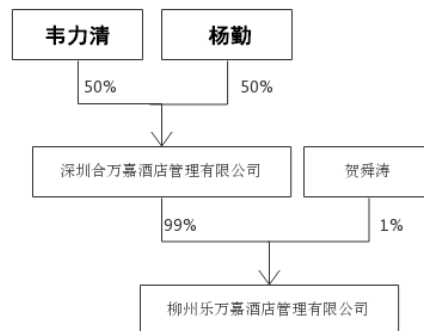 韦力清
杨勤
50%
50%
深圳合万嘉酒店管理有限公司
贺舜涛
99%
1%
柳州乐万嘉酒店管理有限公司